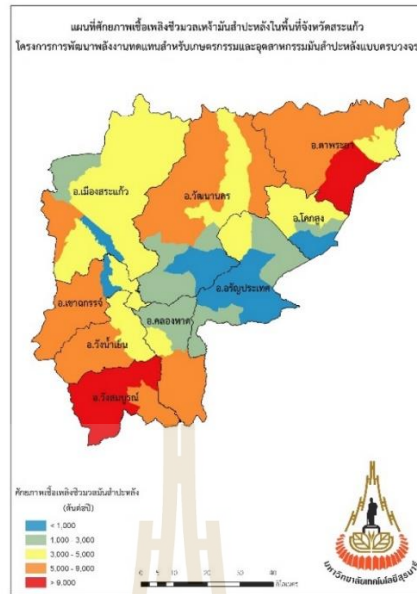 แผนที่ศักยภาพเชื้อเพลิงชีวมวลเหง้ามันสำปะหลังในพื้นที่จังหวัดสระแก้ว
โครงการการพัฒนาพลังงานทดแทนสำหรับเกษตรกรรมและอุตสาหกรรมมันสำปะหลังแบบครบวงจร
อ.ตาพระยา
อ.เมืองสระแก้ว
อ.วัฒนานคร
อ.โคกสูง
อ.อรัญประเทศ
อ.เขาฉกรรจ์
อ.คลองหาด
อ.วังน้ำเย็น
อ.วังสมบูรณ์
ศักยภาพเชื้อเพลิงชีวมวลมันสำปะหลัง
(ตันต่อปี)
< 1,000
1,000 - 3,000
3,000 - 5,000
5,000 - 9,000
> 9,000
0 5 10 20 30 40
กิโลเมตร
มหาวิทยาลัยเทคโนโลยีสุรนารี